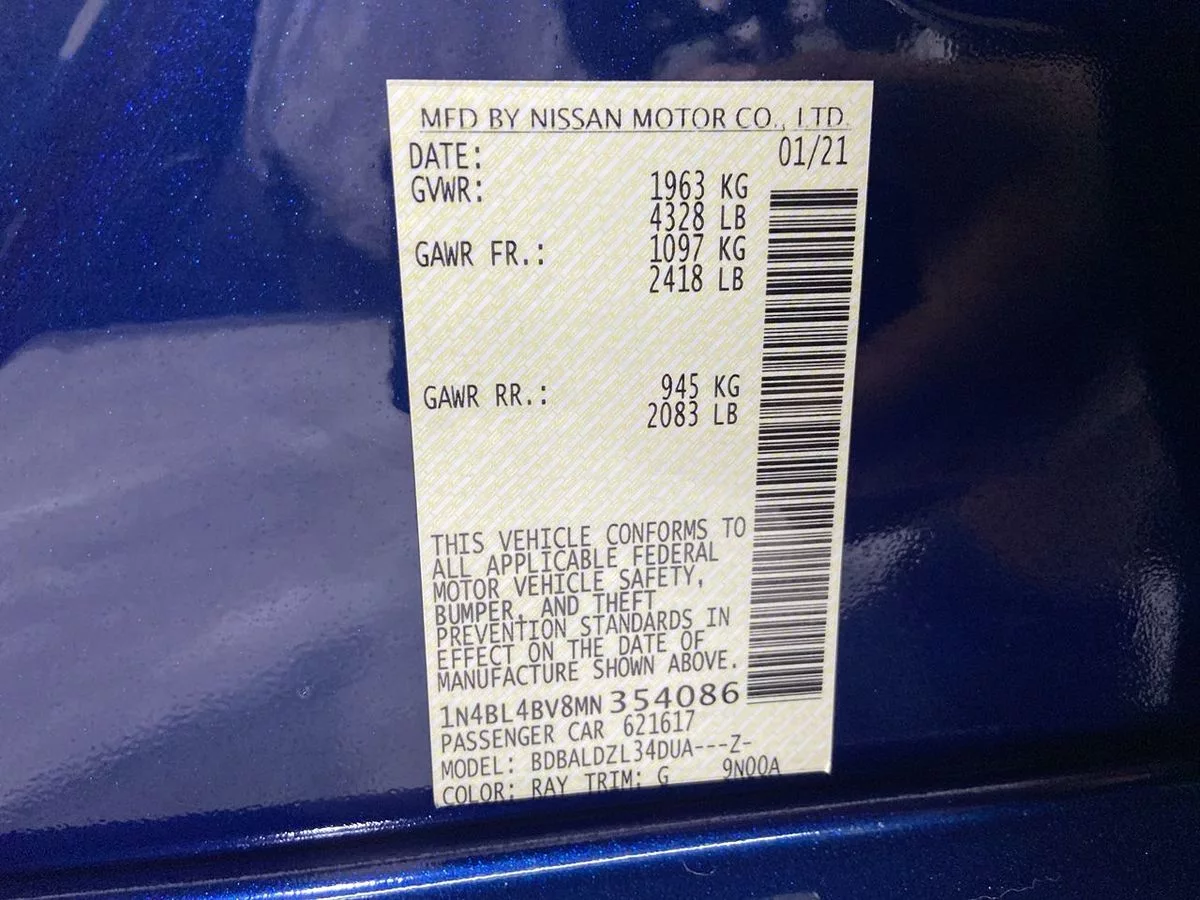 MFD BY NISSAN MOTOR CO., LTD.
DATE: 01/21
GVWR: 1963 KG
4328 LB
GAWR FR.: 1097 KG
2418 LB
GAWR RR.: 945 KG
2083 LB
THIS VEHICLE CONFORMS TO
ALL APPLICABLE FEDERAL
MOTOR VEHICLE SAFETY,
BUMPER, AND THEFT
PREVENTION STANDARDS IN
EFFECT ON THE DATE OF
MANUFACTURE SHOWN ABOVE.
1N4BL4BV8MN354086
PASSENGER CAR 621617
MODEL: BDBALDZL34DUA---Z-
COLOR: RAY TRIM: G 9N00A